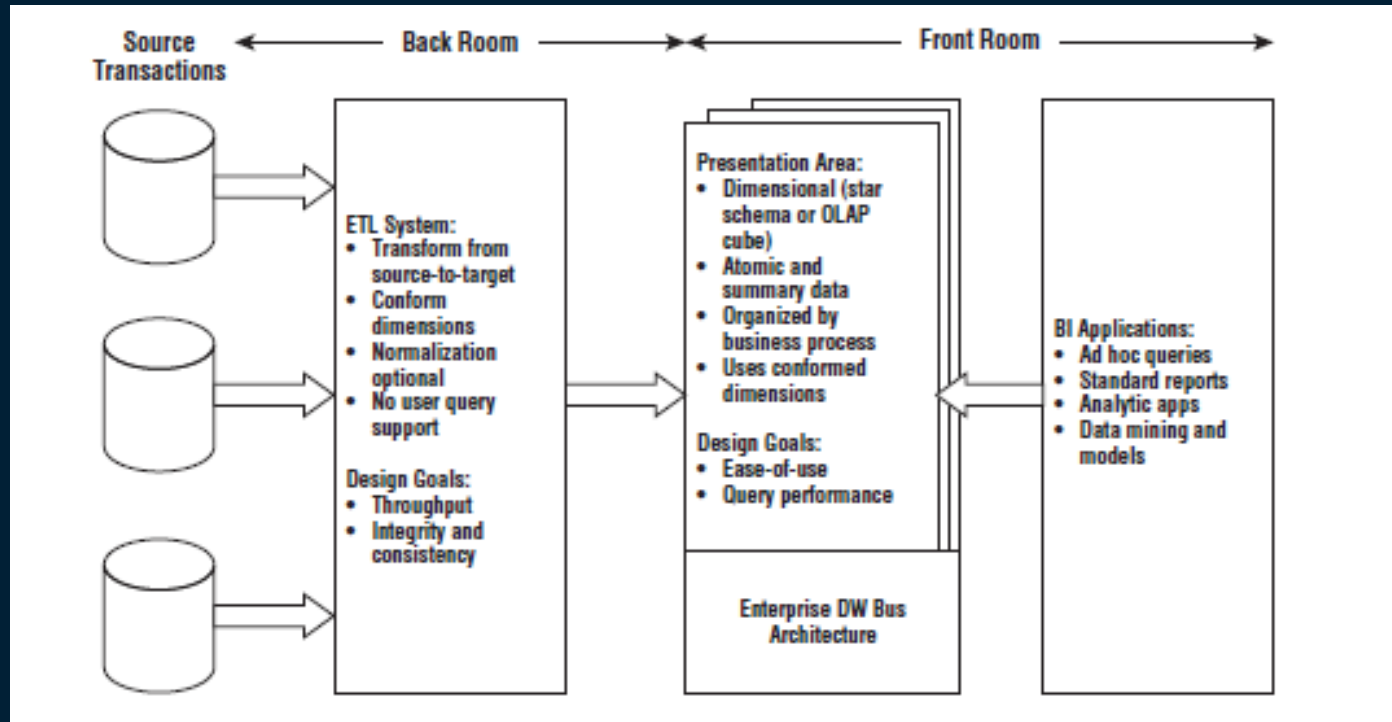 Source
Transactions
Back Room
Front Room
ETL System:
• Transform from
source-to-target
• Conform
dimensions
• Normalization
optional
• No user query
support
Design Goals:
• Throughput
• Integrity and
consistency
Presentation Area:
• Dimensional (star
schema or OLAP
cube)
• Atomic and
summary data
• Organized by
business process
• Uses conformed
dimensions
Design Goals:
• Ease-of-use
• Query performance
Enterprise DW Bus
Architecture
BI Applications:
• Ad hoc queries
• Standard reports
• Analytic apps
• Data mining and
models